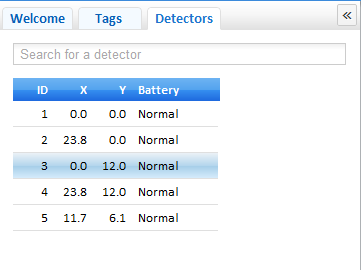 Welcome Tags Detectors «
Search for a detector
ID X Y Battery
1 0.0 0.0 Normal
2 23.8 0.0 Normal
3 0.0 12.0 Normal
4 23.8 12.0 Normal
5 11.7 6.1 Normal